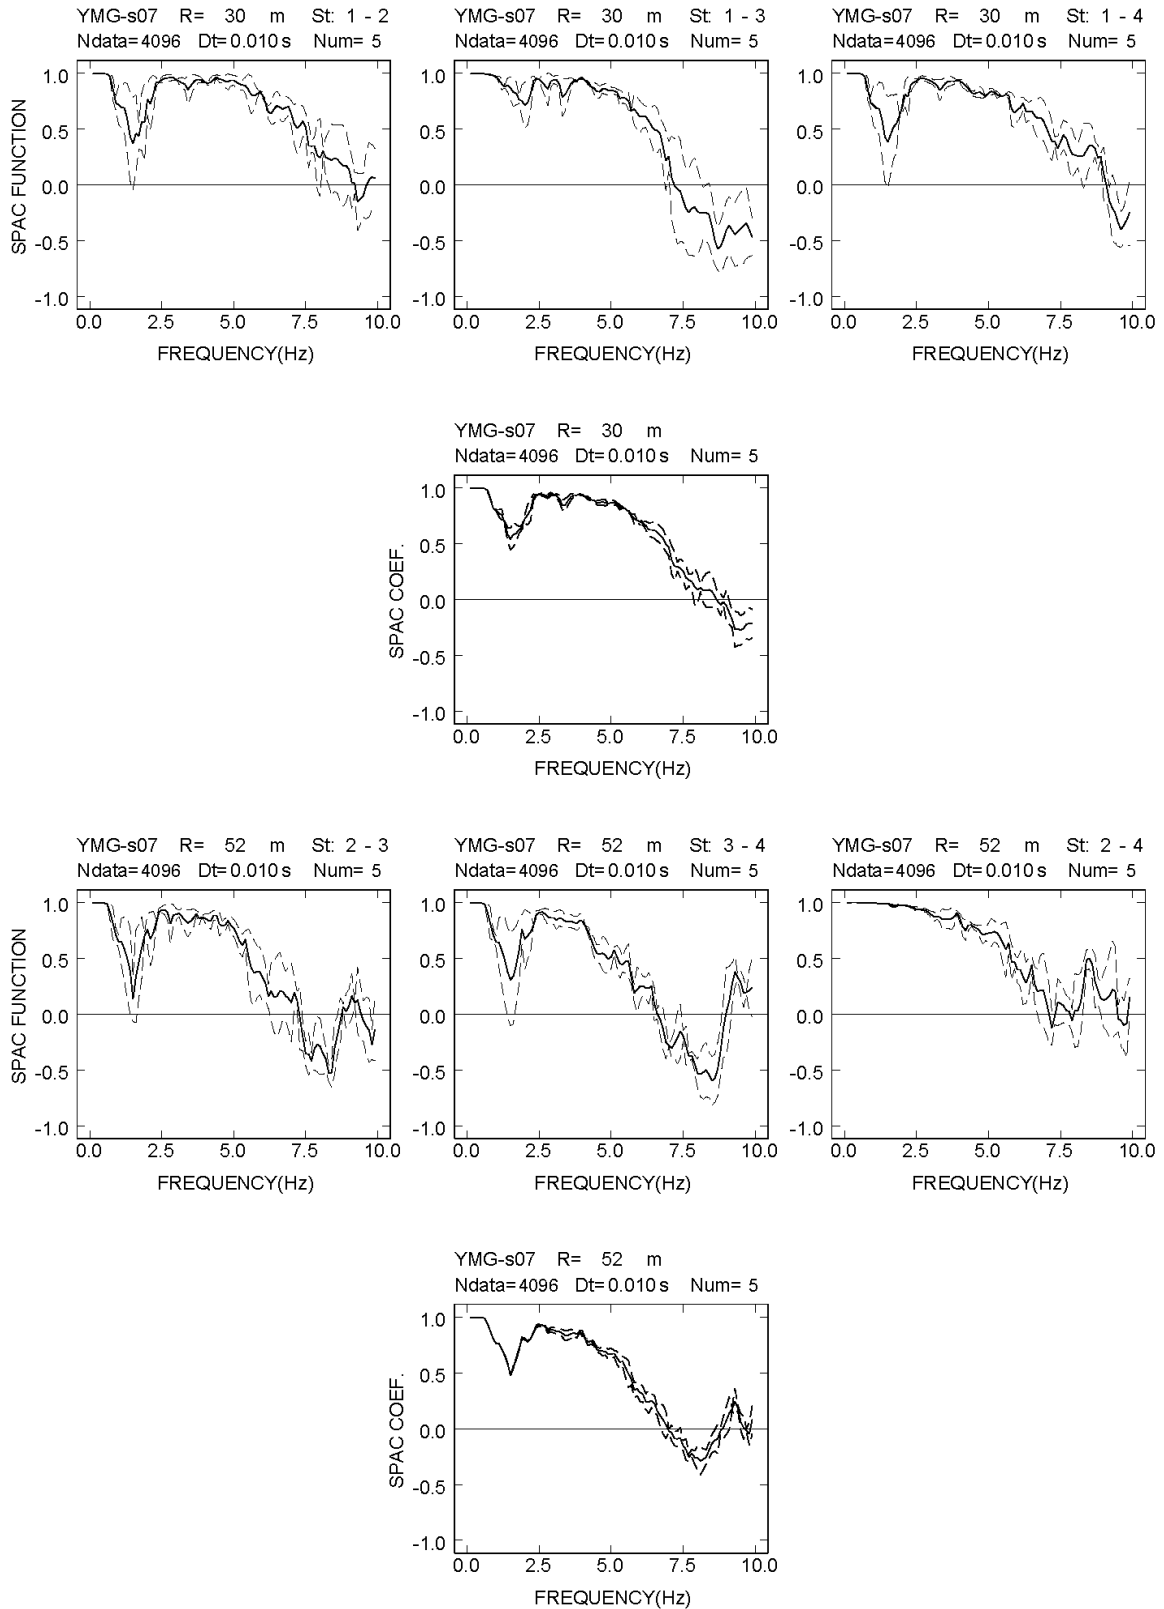 YMG-s07 R= 30 m St: 1 - 2
Ndata=4096 Dt=0.010 s Num= 5
1.0
0.5
0.0
-0.5
-1.0
SPAC FUNCTION
0.0 2.5 5.0 7.5 10.0
FREQUENCY(Hz)
YMG-s07 R= 30 m St: 1 - 3
Ndata=4096 Dt=0.010 s Num= 5
1.0
0.5
0.0
-0.5
-1.0
0.0 2.5 5.0 7.5 10.0
FREQUENCY(Hz)
YMG-s07 R= 30 m St: 1 - 4
Ndata=4096 Dt=0.010 s Num= 5
1.0
0.5
0.0
-0.5
-1.0
0.0 2.5 5.0 7.5 10.0
FREQUENCY(Hz)
YMG-s07 R= 30 m
Ndata=4096 Dt=0.010 s Num= 5
1.0
0.5
0.0
-0.5
-1.0
SPAC COEF.
0.0 2.5 5.0 7.5 10.0
FREQUENCY(Hz)
YMG-s07 R= 52 m St: 2 - 3
Ndata=4096 Dt=0.010 s Num= 5
1.0
0.5
0.0
-0.5
-1.0
SPAC FUNCTION
0.0 2.5 5.0 7.5 10.0
FREQUENCY(Hz)
YMG-s07 R= 52 m St: 3 - 4
Ndata=4096 Dt=0.010 s Num= 5
1.0
0.5
0.0
-0.5
-1.0
0.0 2.5 5.0 7.5 10.0
FREQUENCY(Hz)
YMG-s07 R= 52 m St: 2 - 4
Ndata=4096 Dt=0.010 s Num= 5
1.0
0.5
0.0
-0.5
-1.0
0.0 2.5 5.0 7.5 10.0
FREQUENCY(Hz)
YMG-s07 R= 52 m
Ndata=4096 Dt=0.010 s Num= 5
1.0
0.5
0.0
-0.5
-1.0
SPAC COEF.
0.0 2.5 5.0 7.5 10.0
FREQUENCY(Hz)